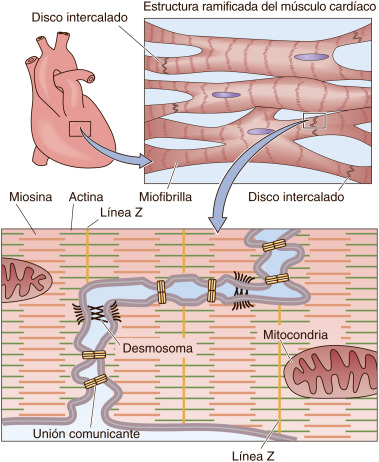 Estructura ramificada del músculo cardíaco
Disco intercalado
Miofibrilla
Disco intercalado
Miosina
Actina
Línea Z
Desmosoma
Mitocondria
Unión comunicante
Línea Z